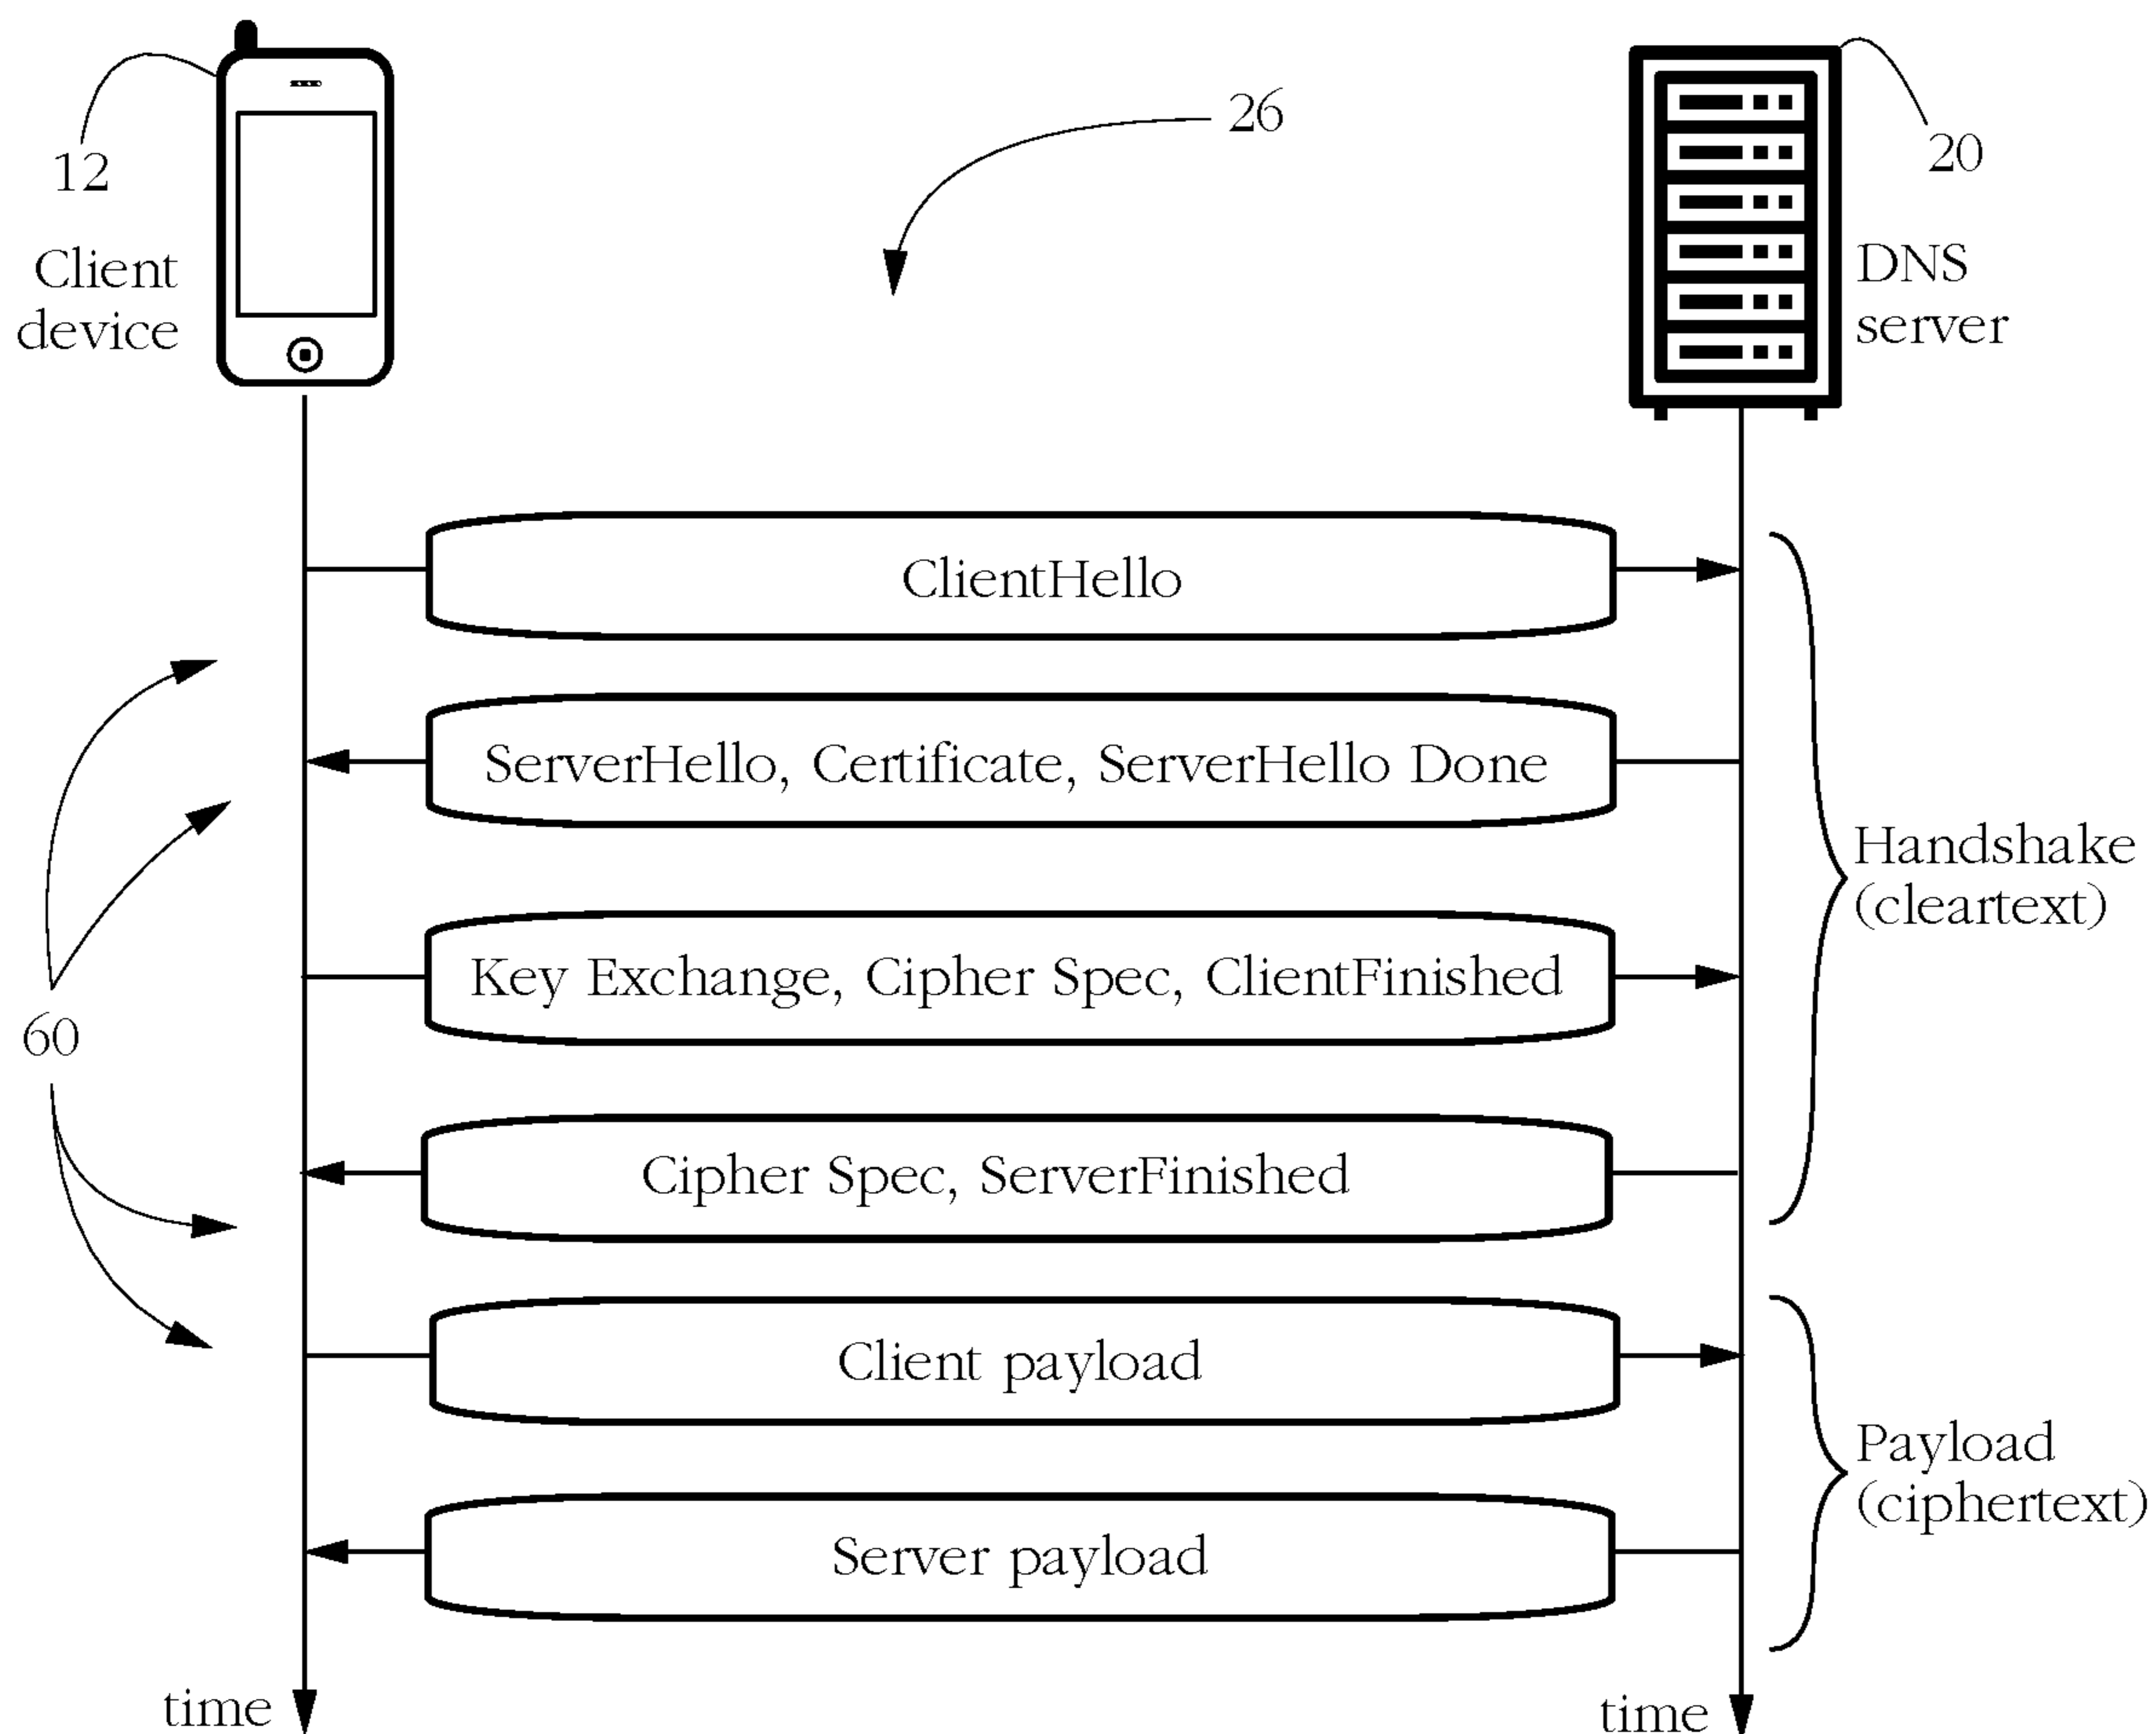 12
Client
device
26
20
DNS
server
ClientHello
ServerHello, Certificate, ServerHello Done
Handshake
(cleartext)
Key Exchange, Cipher Spec, ClientFinished
60
Cipher Spec, ServerFinished
Client payload
Payload
(ciphertext)
Server payload
time
time